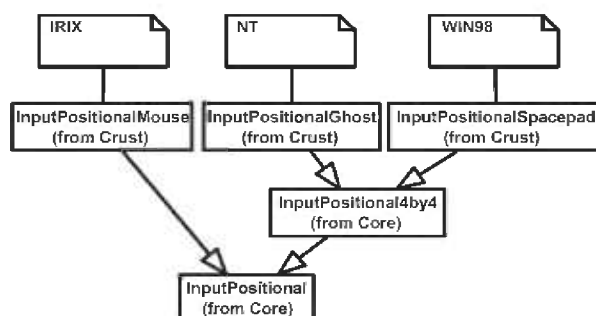 IRIX
NT
WIN98
InputPositionalMouse
(from Crust)
InputPositionalGhost
(from Crust)
InputPositionalSpacepad
(from Crust)
InputPositional4by4
(from Core)
InputPositional
(from Core)